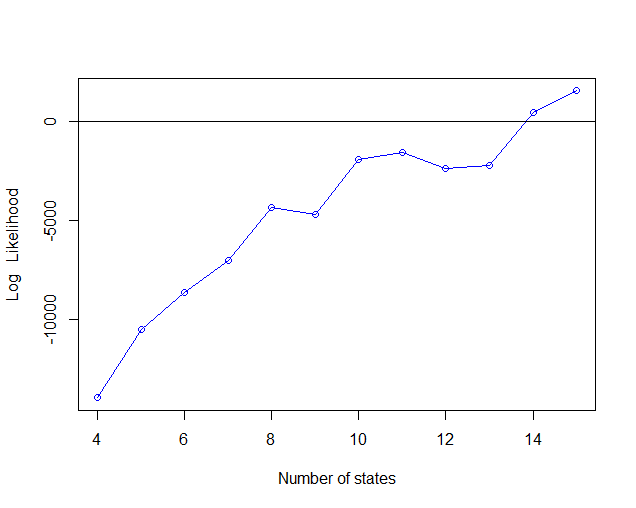 0
-5000
-10000
Log Likelihood
4 6 8 10 12 14
Number of states